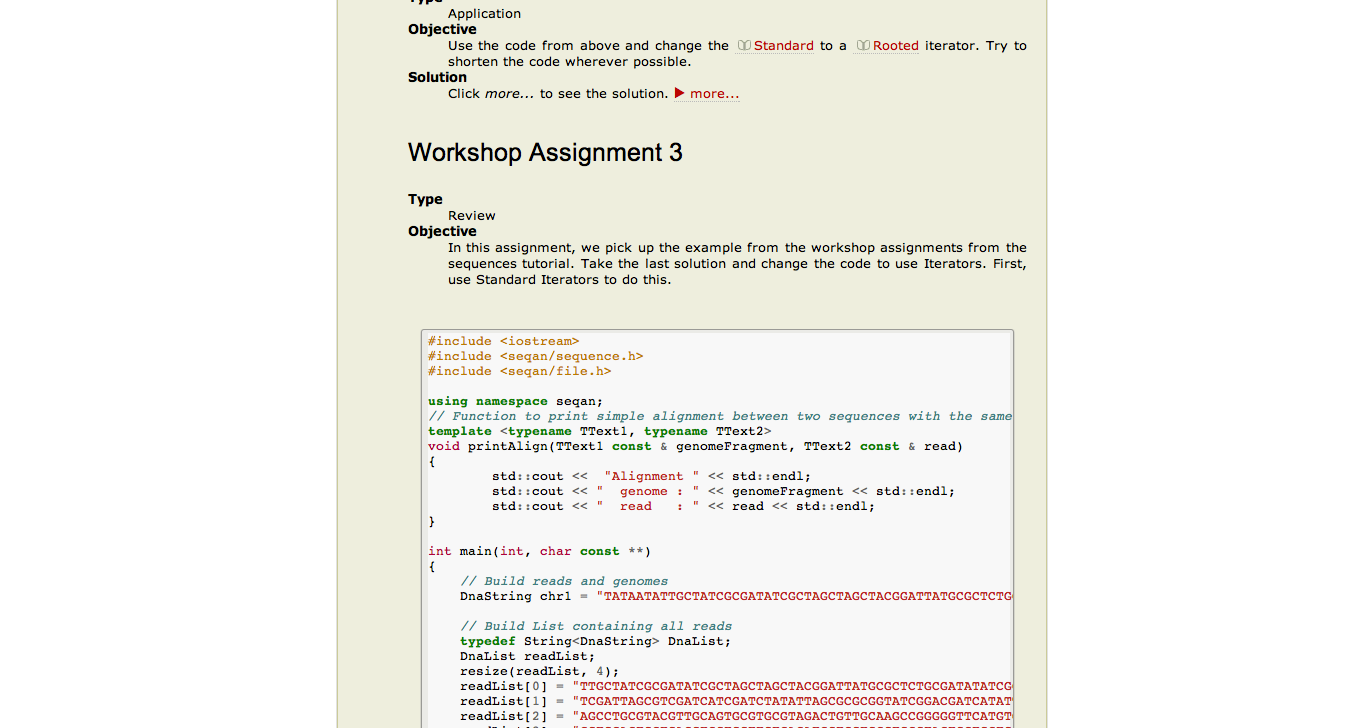 Type
Application
Objective
Use the code from above and change the Standard to a Rooted iterator. Try to
shorten the code wherever possible.
Solution
Click more... to see the solution. ▶ more...
Workshop Assignment 3
Type
Review
Objective
In this assignment, we pick up the example from the workshop assignments from the
sequences tutorial. Take the last solution and change the code to use Iterators. First,
use Standard Iterators to do this.
#include <iostream>
#include <seqan/sequence.h>
#include <seqan/file.h>
using namespace seqan;
// Function to print simple alignment between two sequences with the same
template <typename TText1, typename TText2>
void printAlign(TText1 const & genomeFragment, TText2 const & read)
{
std::cout <<  "Alignment " << std::endl;
std::cout << "  genome : " << genomeFragment << std::endl;
std::cout << "  read   : " << read << std::endl;
}
int main(int, char const **)
{
// Build reads and genomes
DnaString chr1 = "TATAATATTGCTATCGCGATATCGCTAGCTAGCTACGGATTATGCGCTCTG
// Build List containing all reads
typedef String<DnaString> DnaList;
DnaList readList;
resize(readList, 4);
readList[0] = "TTGCTATCGCGATATCGCTAGCTAGCTACGGATTATGCGCTCTGCGATATATCG
readList[1] = "TCGATTAGCGTCGATCATCGATCTATATTAGCGCGCGGTATCGGACGATCATAT
readList[2] = "AGCCTGCGTACGTTGCAGTGCGTGCGTAGACTGTTGCAAGCCGGGGGTTCATGT